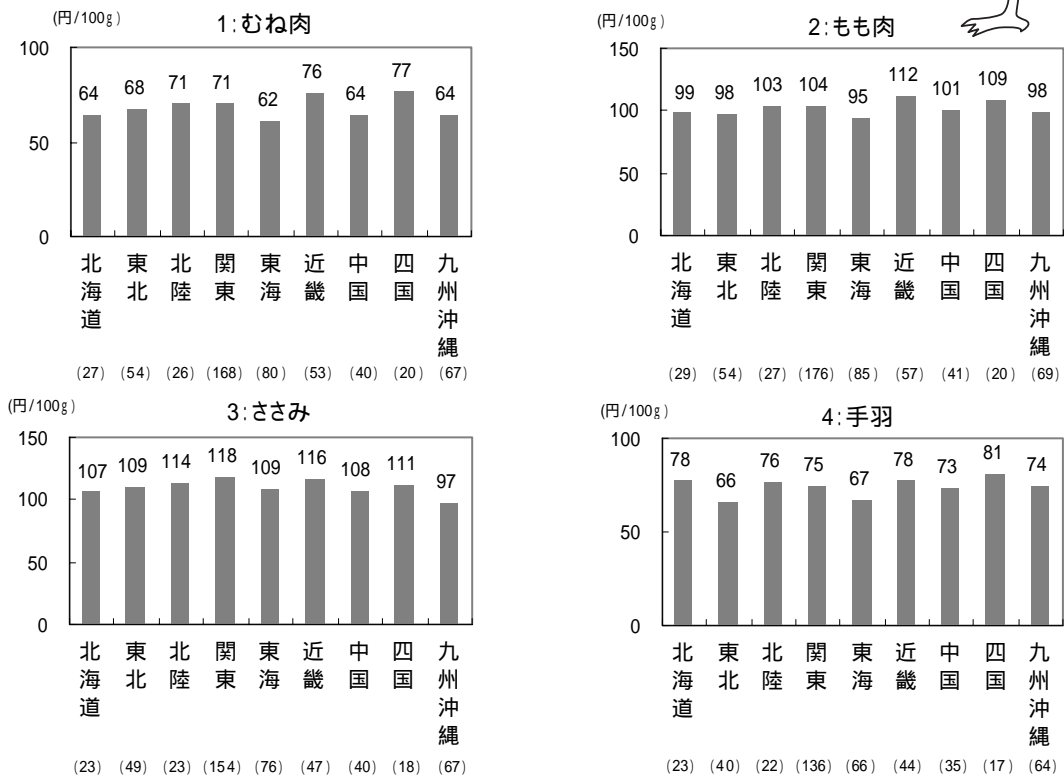 (円/100g)
1:むね肉
100
50
0
64 68 71 71 62 76 64 77 64
北海道 東北 北陸 関東 東海 近畿 中国 四国 九州沖縄
(27) (54) (26) (168) (80) (53) (40) (20) (67)
(円/100g)
2:もも肉
150
100
50
0
99 98 103 104 95 112 101 109 98
北海道 東北 北陸 関東 東海 近畿 中国 四国 九州沖縄
(29) (54) (27) (176) (85) (57) (41) (20) (69)
(円/100g)
3:ささみ
150
100
50
0
107 109 114 118 109 116 108 111 97
北海道 東北 北陸 関東 東海 近畿 中国 四国 九州沖縄
(23) (49) (23) (154) (76) (47) (40) (18) (67)
(円/100g)
4:手羽
100
50
0
78 66 76 75 67 78 73 81 74
北海道 東北 北陸 関東 東海 近畿 中国 四国 九州沖縄
(23) (40) (22) (136) (66) (44) (35) (17) (64)